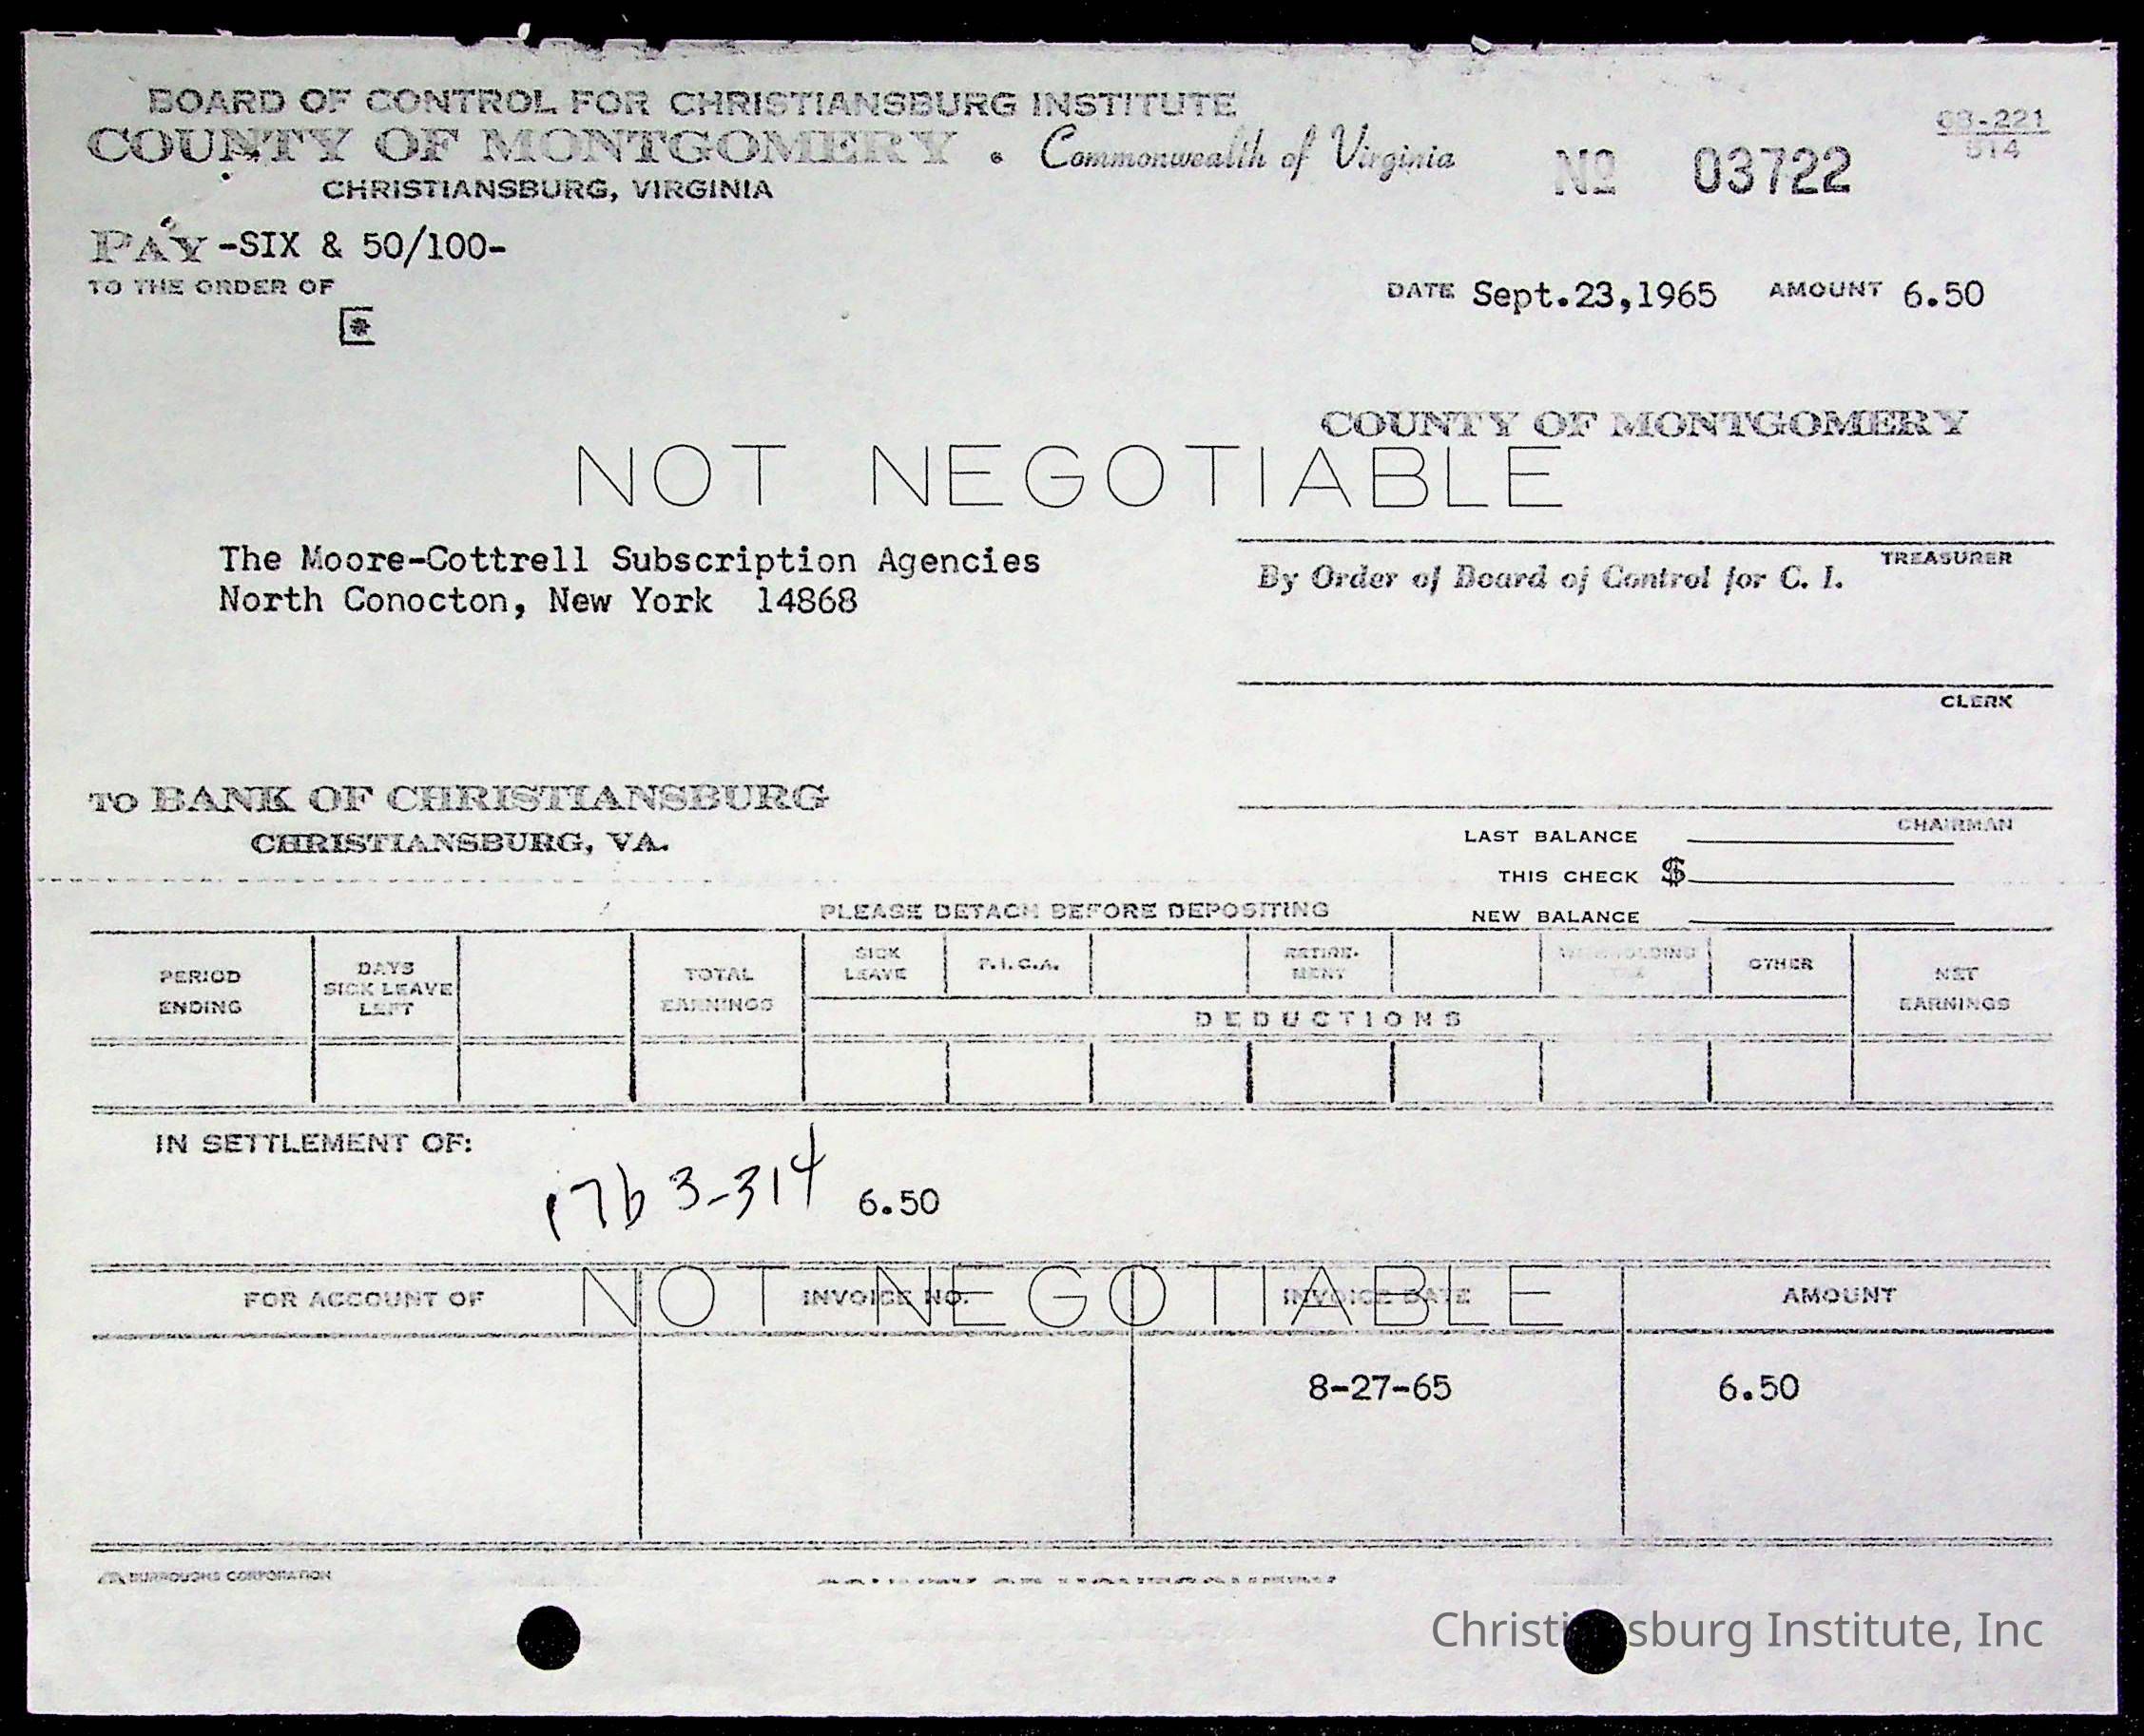 BOARD OF CONTROL FOR CHRISTIANSBURG INSTITUTE
COUNTY OF MONTGOMERY • Commonwealth of Virginia
CHRISTIANSBURG, VIRGINIA
No 03722
-221
514
PAY -SIX & 50/100-
TO THE ORDER OF
DATE Sept.23,1965 AMOUNT 6.50
COUNTY OF MONTGOMERY
NOT NEGOTIABLE
The Moore-Cottrell Subscription Agencies
North Conocton, New York 14868
TREASURER
By Order of Board of Control for C. I.
CLERK
CHAIRMAN
TO BANK OF CHRISTIANSBURG
CHRISTIANSBURG, VA.
LAST BALANCE
THIS CHECK $
NEW BALANCE
PLEASE DETACH BEFORE DEPOSITING
PERIOD ENDING
DAYS SICK LEAVE LEFT
TOTAL EARNINGS
SICK LEAVE
F.I.C.A.
RETIRE-MENT
WITHHOLDING TAX
OTHER
NET EARNINGS
DEDUCTIONS
IN SETTLEMENT OF:
17b 3-314 6.50
NOT NEGOTIABLE
FOR ACCOUNT OF INVOICE NO. INVOICE DATE AMOUNT
8-27-65 6.50
BURROUGHS CORPORATION
Christi sburg Institute, Inc